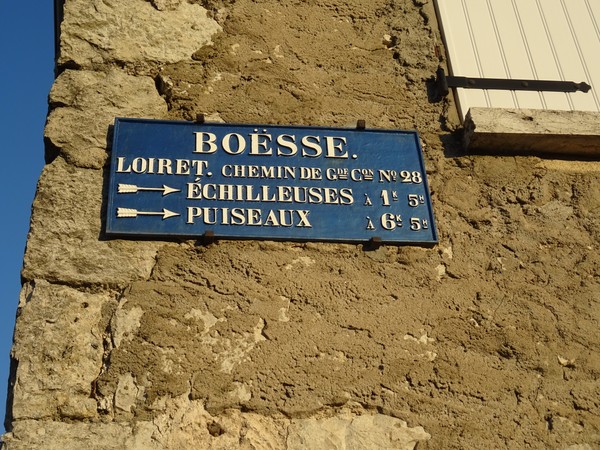 BOËSSE.
LOIRET. CHEMIN DE GDE CON NO 28
ÉCHILLEUSES À 1K 5H
PUISEAUX À 6K 5H